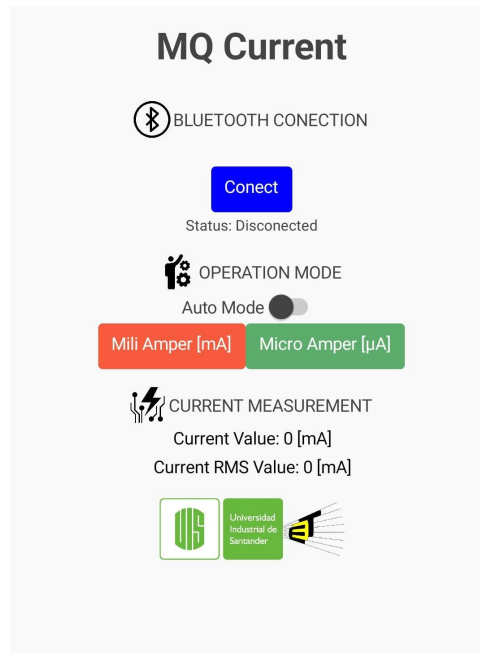 MQ Current
BLUETOOTH CONECTION
Conect
Status: Disconected
OPERATION MODE
Auto Mode
Mili Amper [mA] Micro Amper [µA]
CURRENT MEASUREMENT
Current Value: 0 [mA]
Current RMS Value: 0 [mA]
UIS
Universidad
Industrial de
Santander